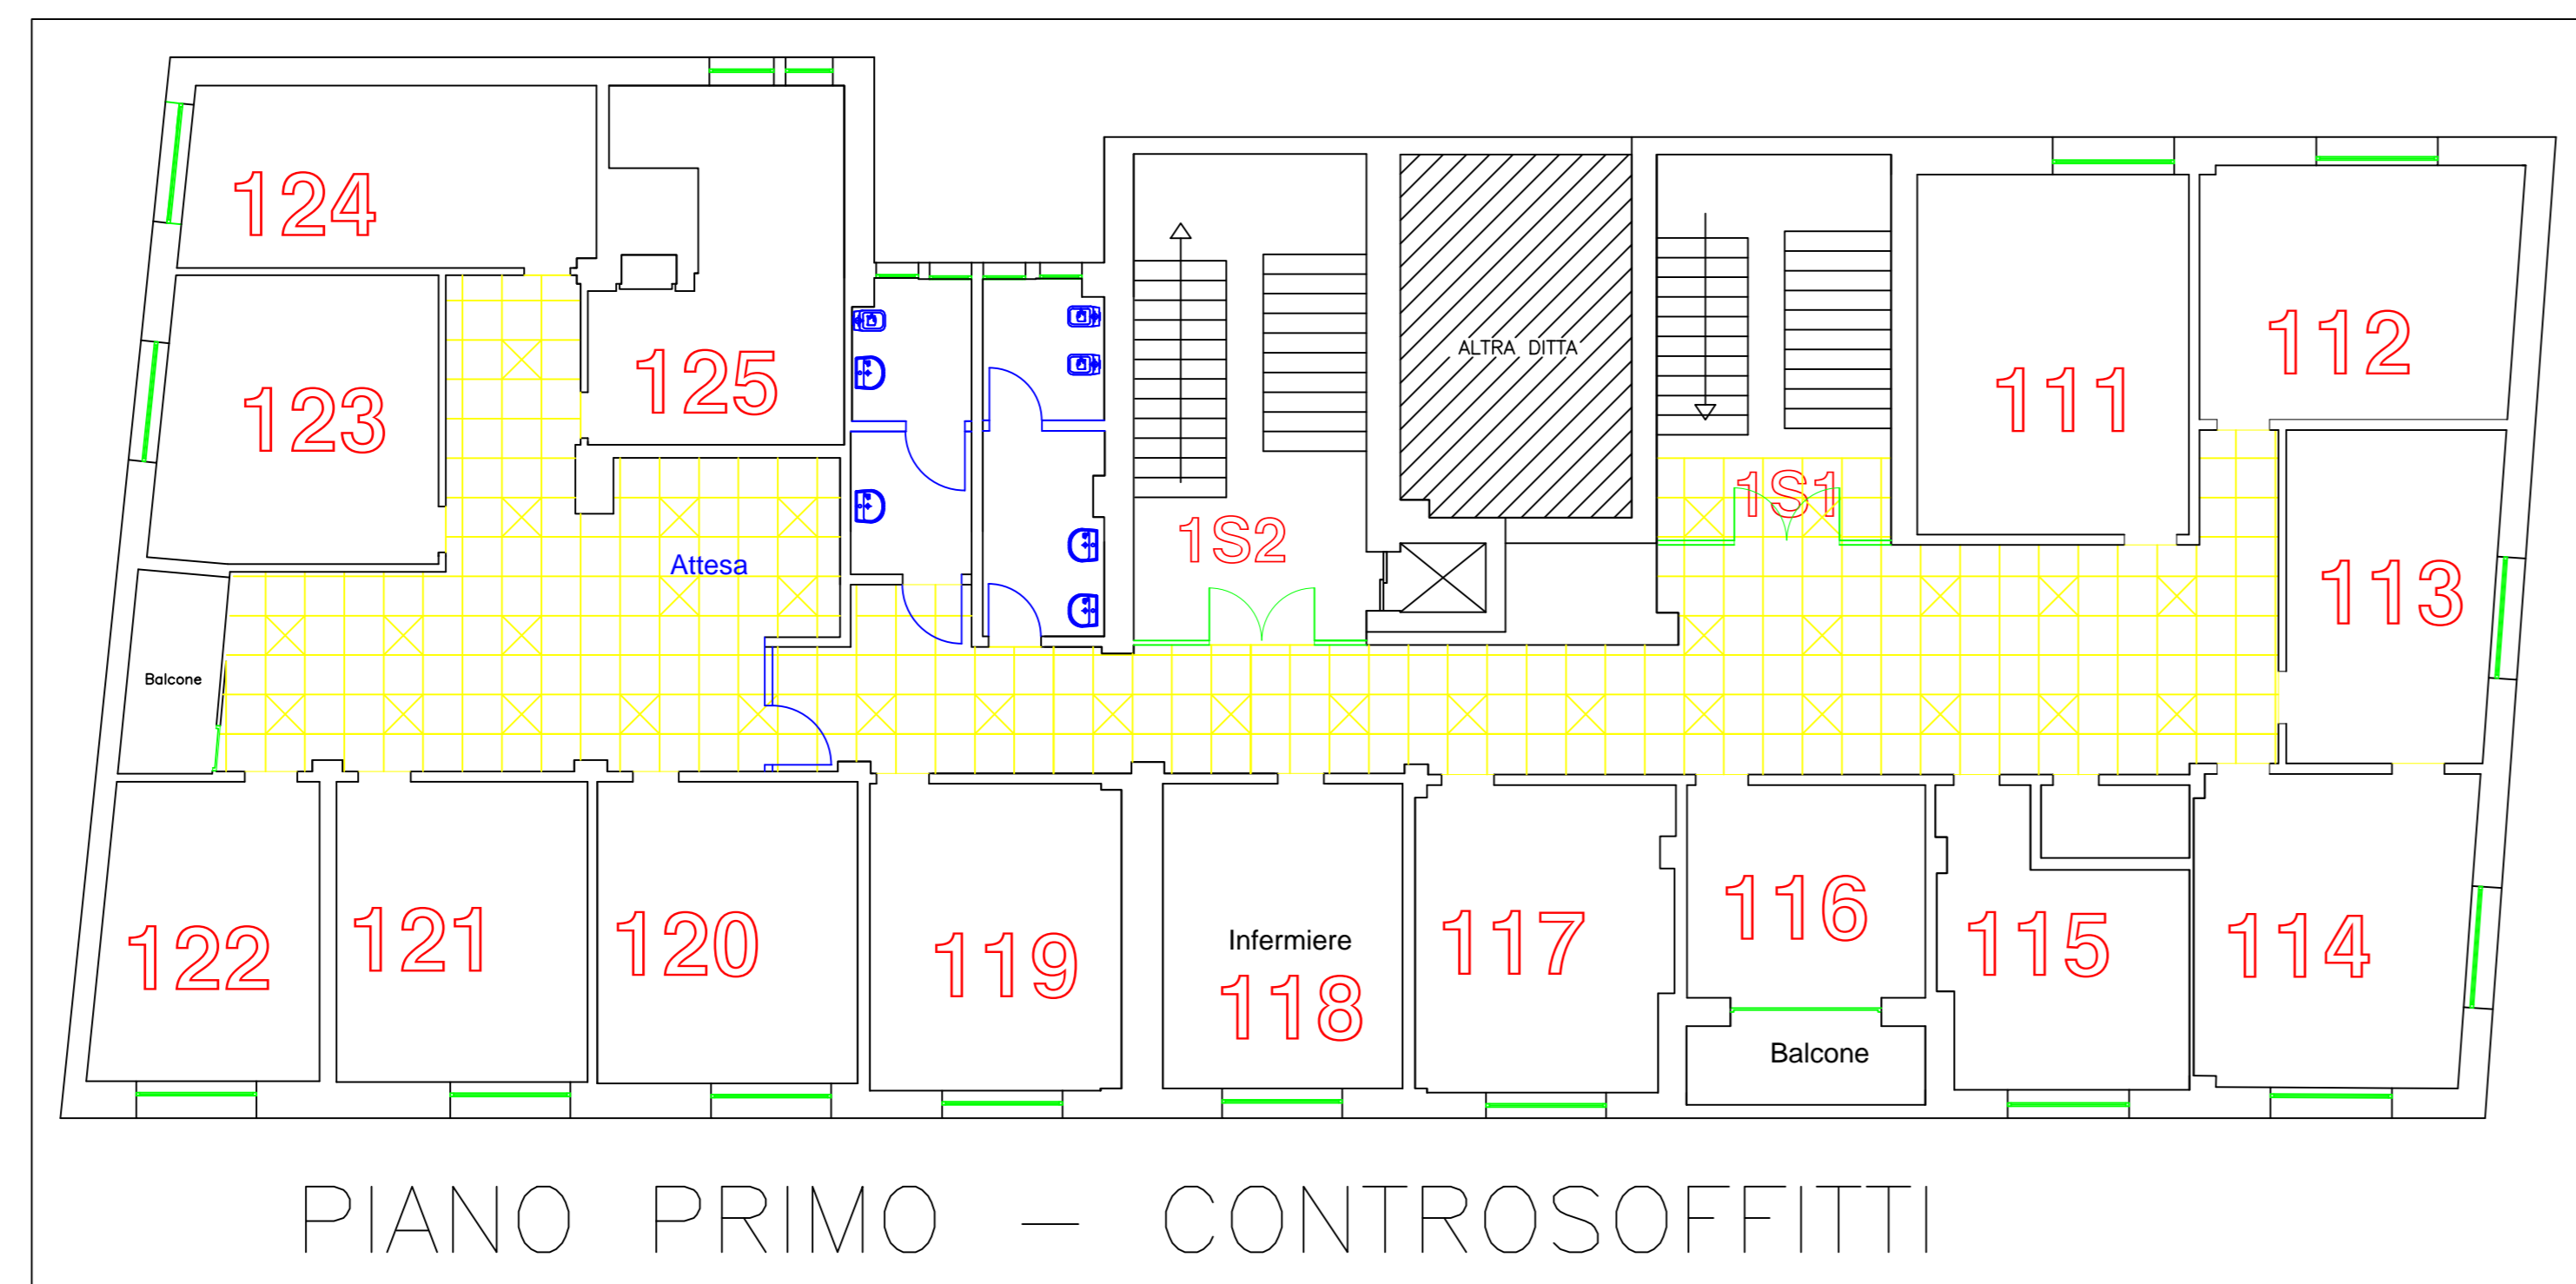 124
112
ALTRA DITTA
125
111
123
1S1
1S2
Attesa
113
Balcone
116
121
120
117
115
114
122
Infermiere
119
118
Balcone
PIANO PRIMO – CONTROSOFFITTI